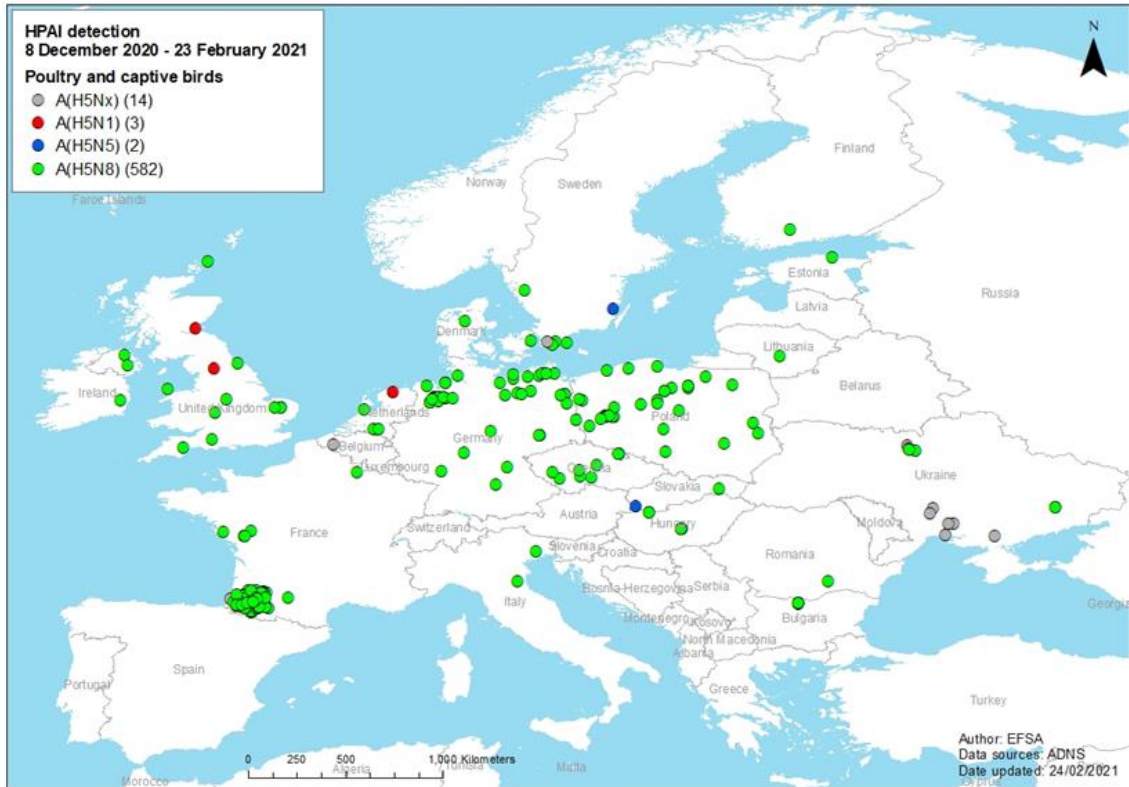 HPAI detection
8 December 2020 - 23 February 2021
Poultry and captive birds
A(H5Nx) (14)
A(H5N1) (3)
A(H5N5) (2)
A(H5N8) (582)
N
Faroe Islands
Norway
Sweden
Finland
Estonia
Russia
Latvia
Denmark
Lithuania
Ireland
United Kingdom
Netherlands
Belarus
Poland
Germany
Belgium
Luxembourg
Ukraine
Slovakia
Austria
Moldova
France
Switzerland
Hungary
Slovenia
Croatia
Romania
Bosnia-Herzegovina
Serbia
Italy
Georgia
Montenegro
Kosovo
Bulgaria
North Macedonia
Albania
Spain
Portugal
Greece
Turkey
0 250 500 1,000 Kilometers
Malta
Algeria
Tunisia
Morocco
Cyprus
Author: EFSA
Data sources: ADNS
Date updated: 24/02/2021